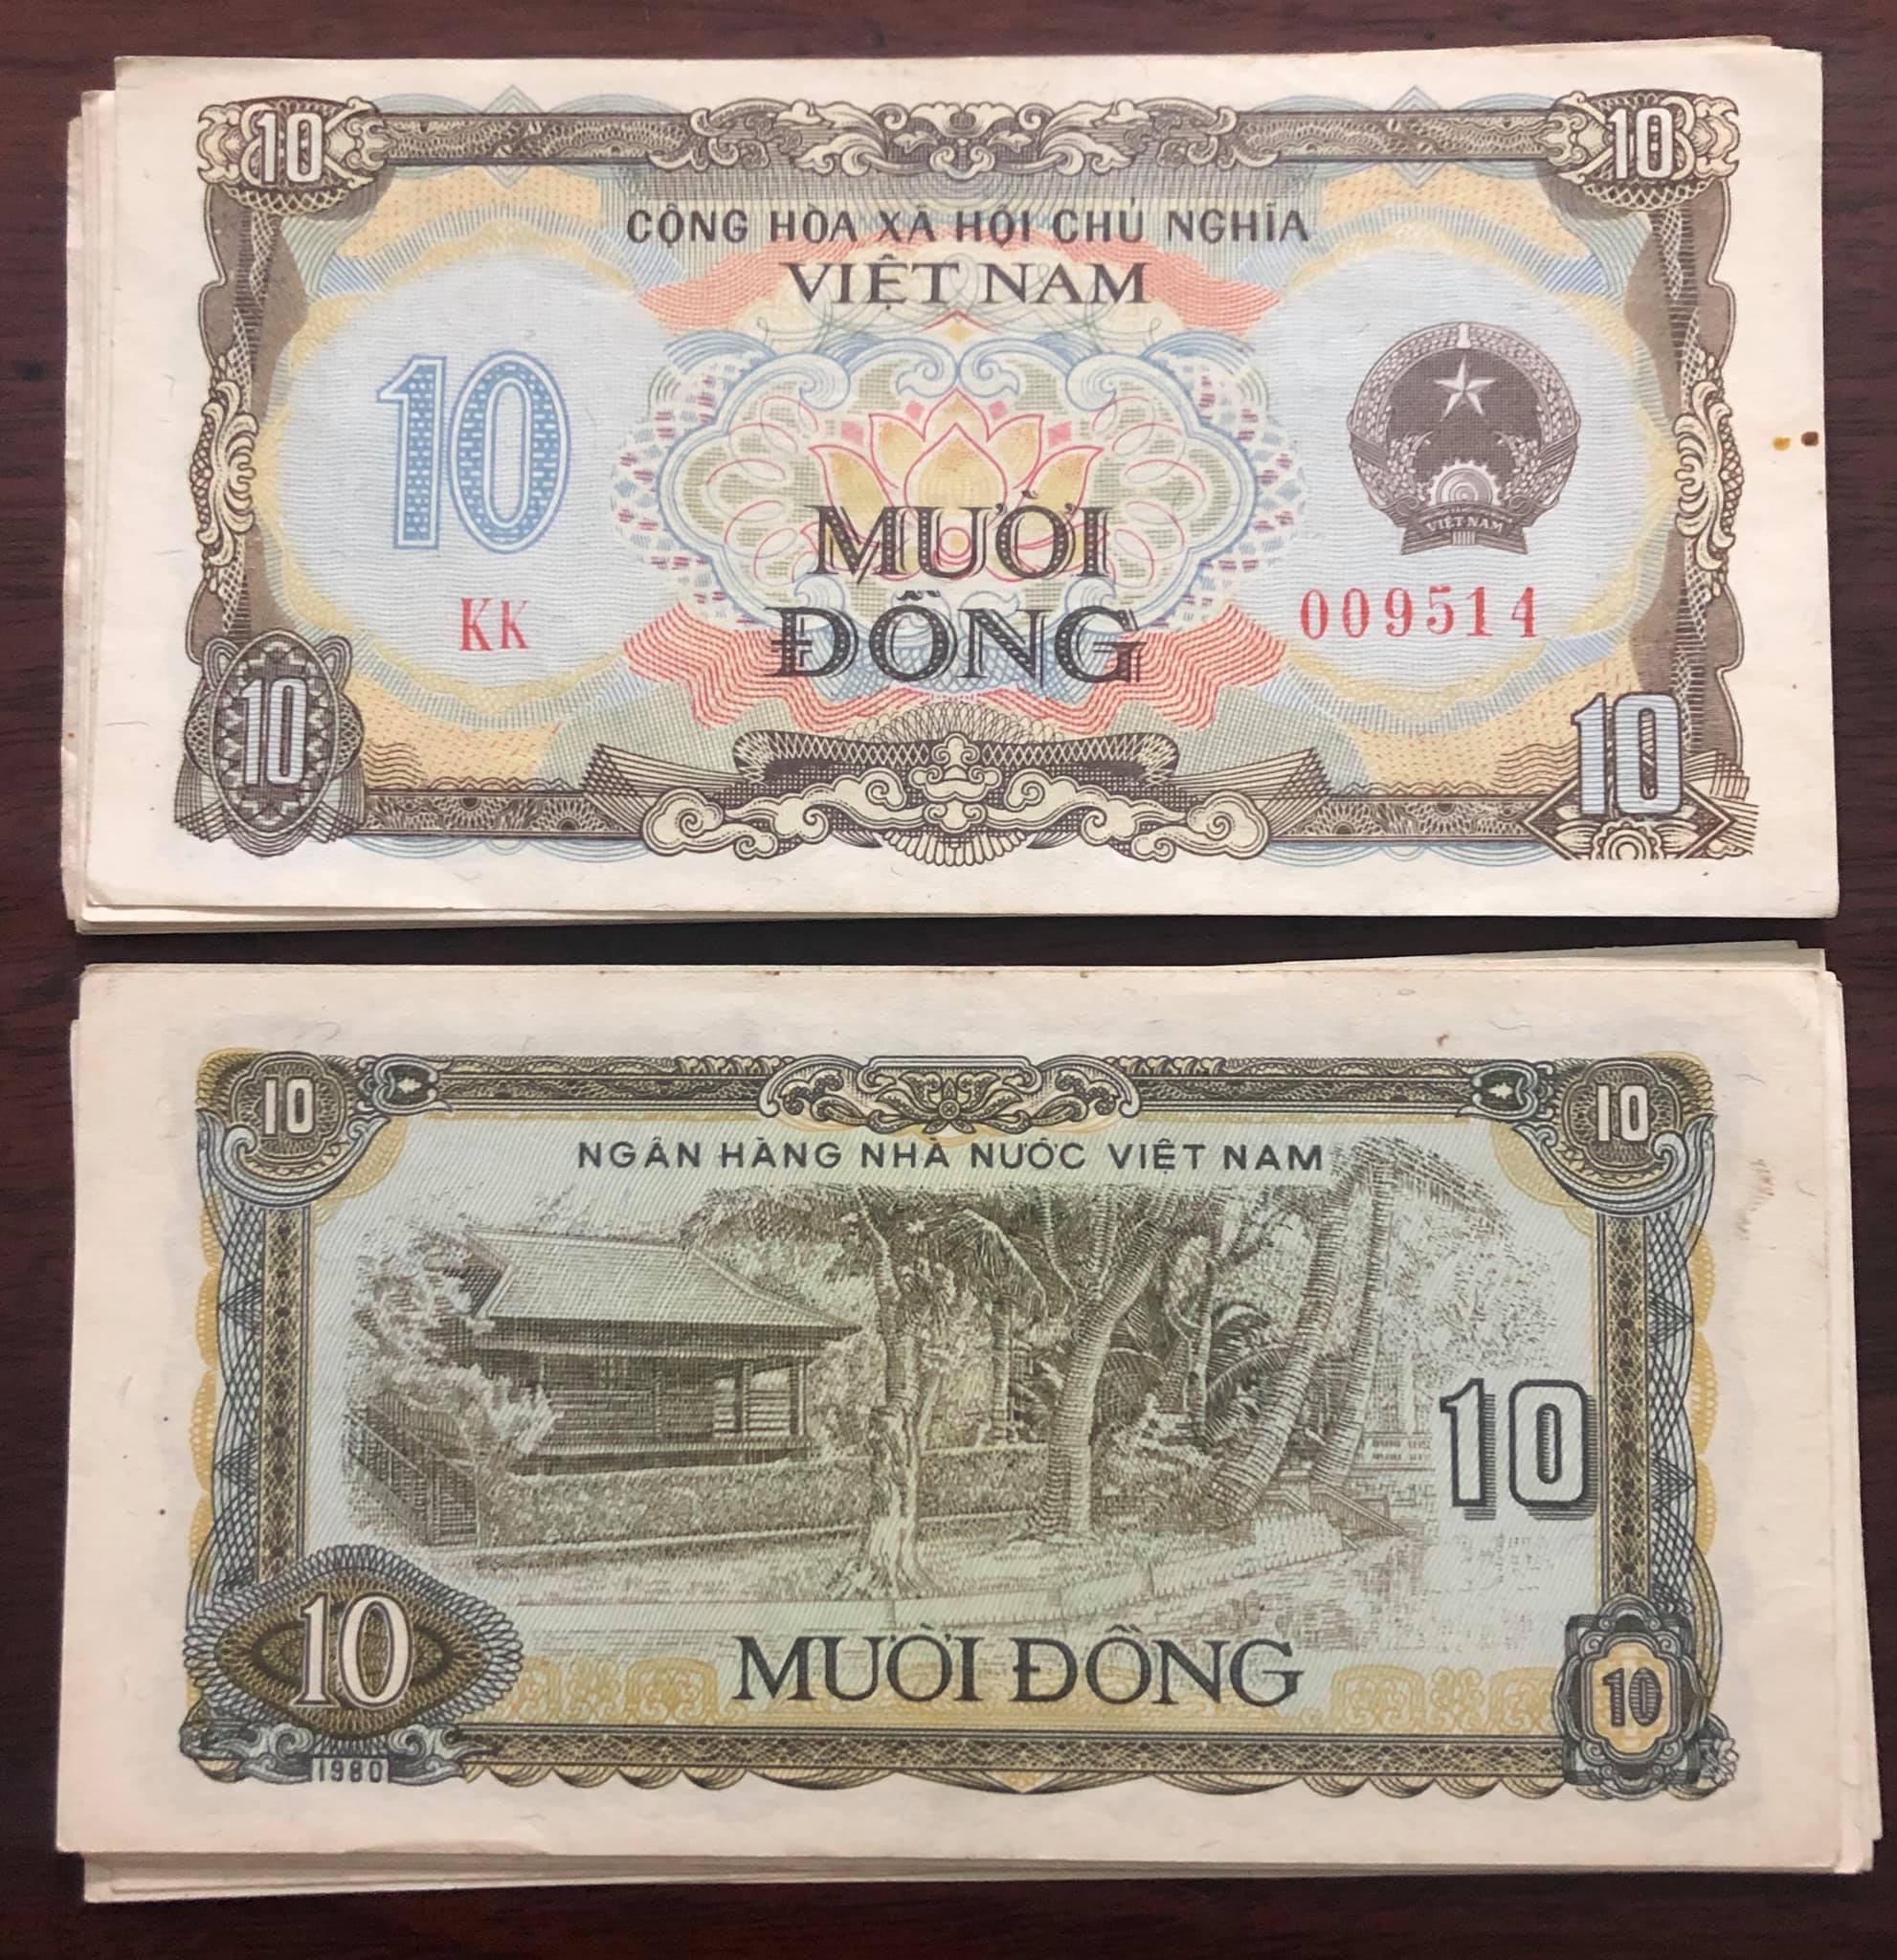 10 10
CỘNG HÒA XÃ HỘI CHỦ NGHĨA
VIỆT NAM
10
VIỆT NAM
MƯỜI
ĐỒNG
KK 009514
10 10
10 10
NGÂN HÀNG NHÀ NƯỚC VIỆT NAM
10
10
MƯỜI ĐỒNG
10
1980